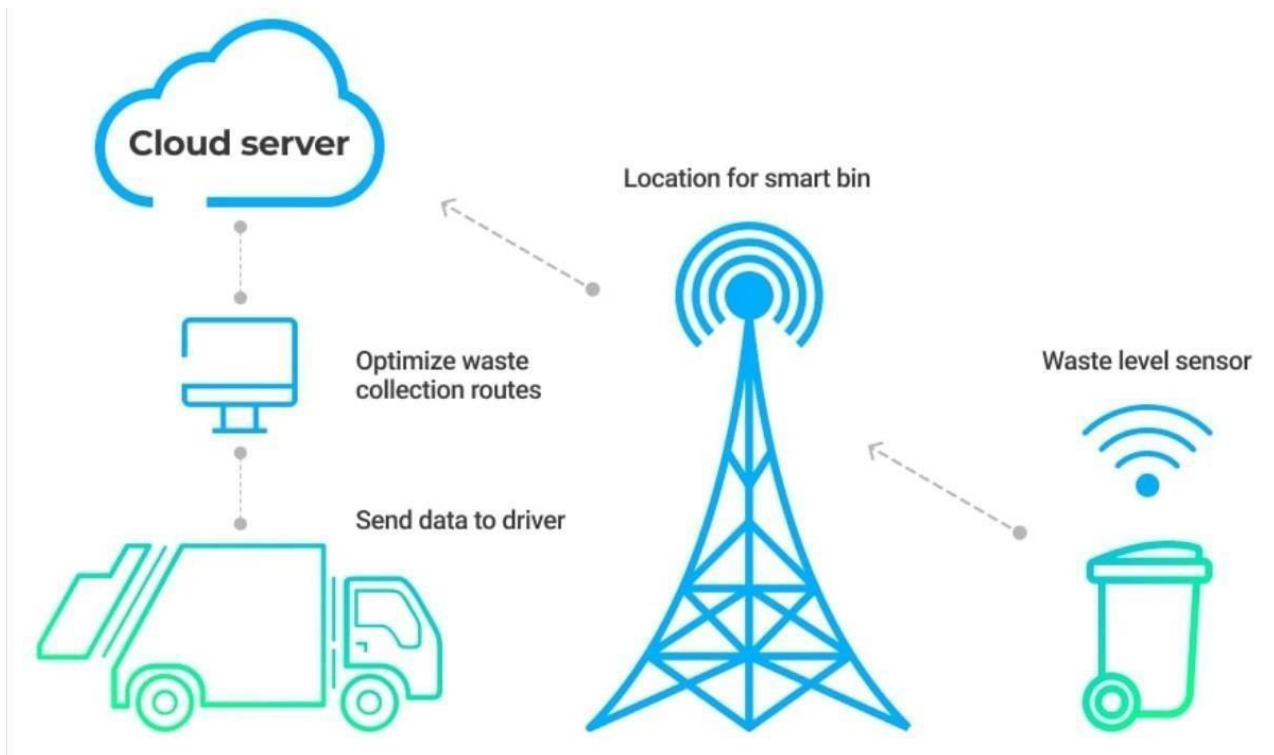 Cloud server
Location for smart bin
Optimize waste
collection routes
Waste level sensor
Send data to driver